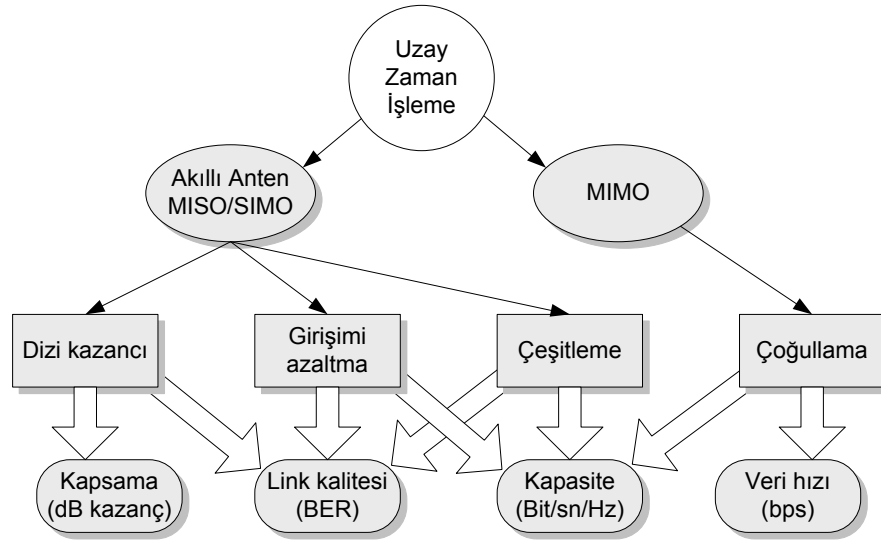 Uzay
Zaman
İşleme
Akıllı Anten
MISO/SIMO
MIMO
Dizi kazancı
Girişimi
azaltma
Çeşitleme
Çoğullama
Kapsama
(dB kazanç)
Link kalitesi
(BER)
Kapasite
(Bit/sn/Hz)
Veri hızı
(bps)